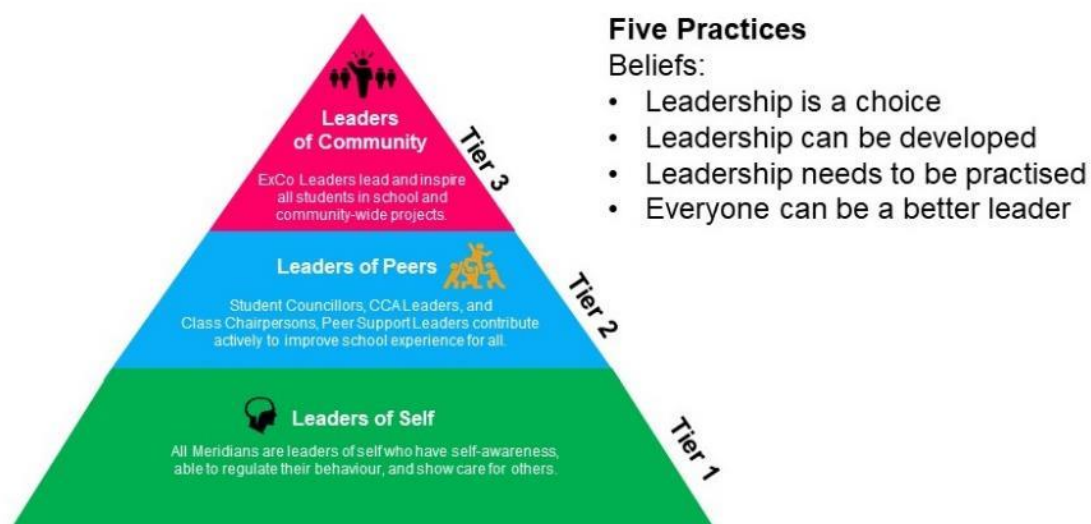 Leaders
of Community
ExCo Leaders lead and inspire
all students in school and
community-wide projects.
Tier 3
Leaders of Peers
Student Councillors, CCA Leaders, and
Class Chairpersons, Peer Support Leaders contribute
actively to improve school experience for all.
Tier 2
Leaders of Self
All Meridians are leaders of self who have self-awareness,
able to regulate their behaviour, and show care for others.
Tier 1
Five Practices
Beliefs:
• Leadership is a choice
• Leadership can be developed
• Leadership needs to be practised
• Everyone can be a better leader